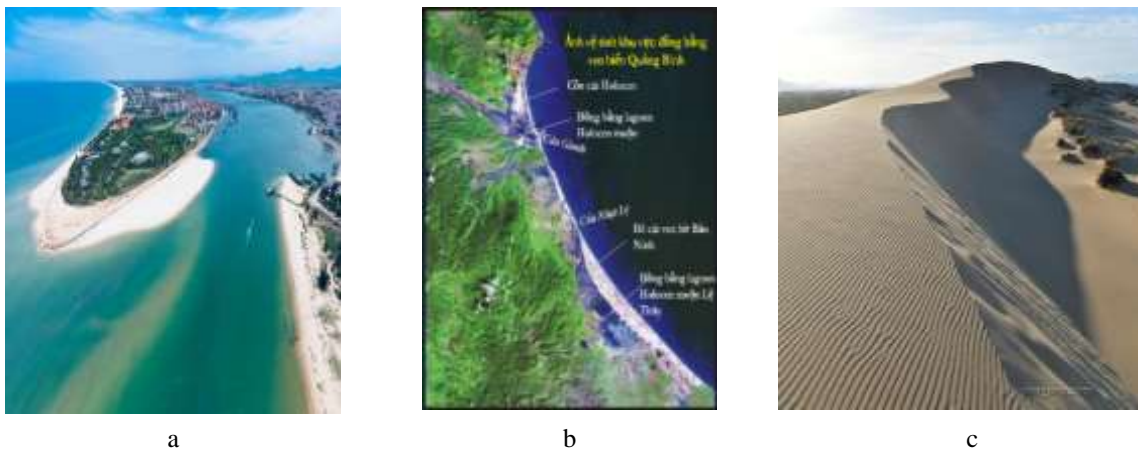 Ảnh vệ tinh khu vực đồng bằng
ven biển Quảng Bình
Cồn cát Holocen
Đồng bằng lagoon
Holocen muộn
Cửa Gianh
Cửa Nhật Lệ
Đê cát ven bờ Bảo
Ninh
Đồng bằng lagoon
Holocen muộn Lệ
Thủy
a
b
c